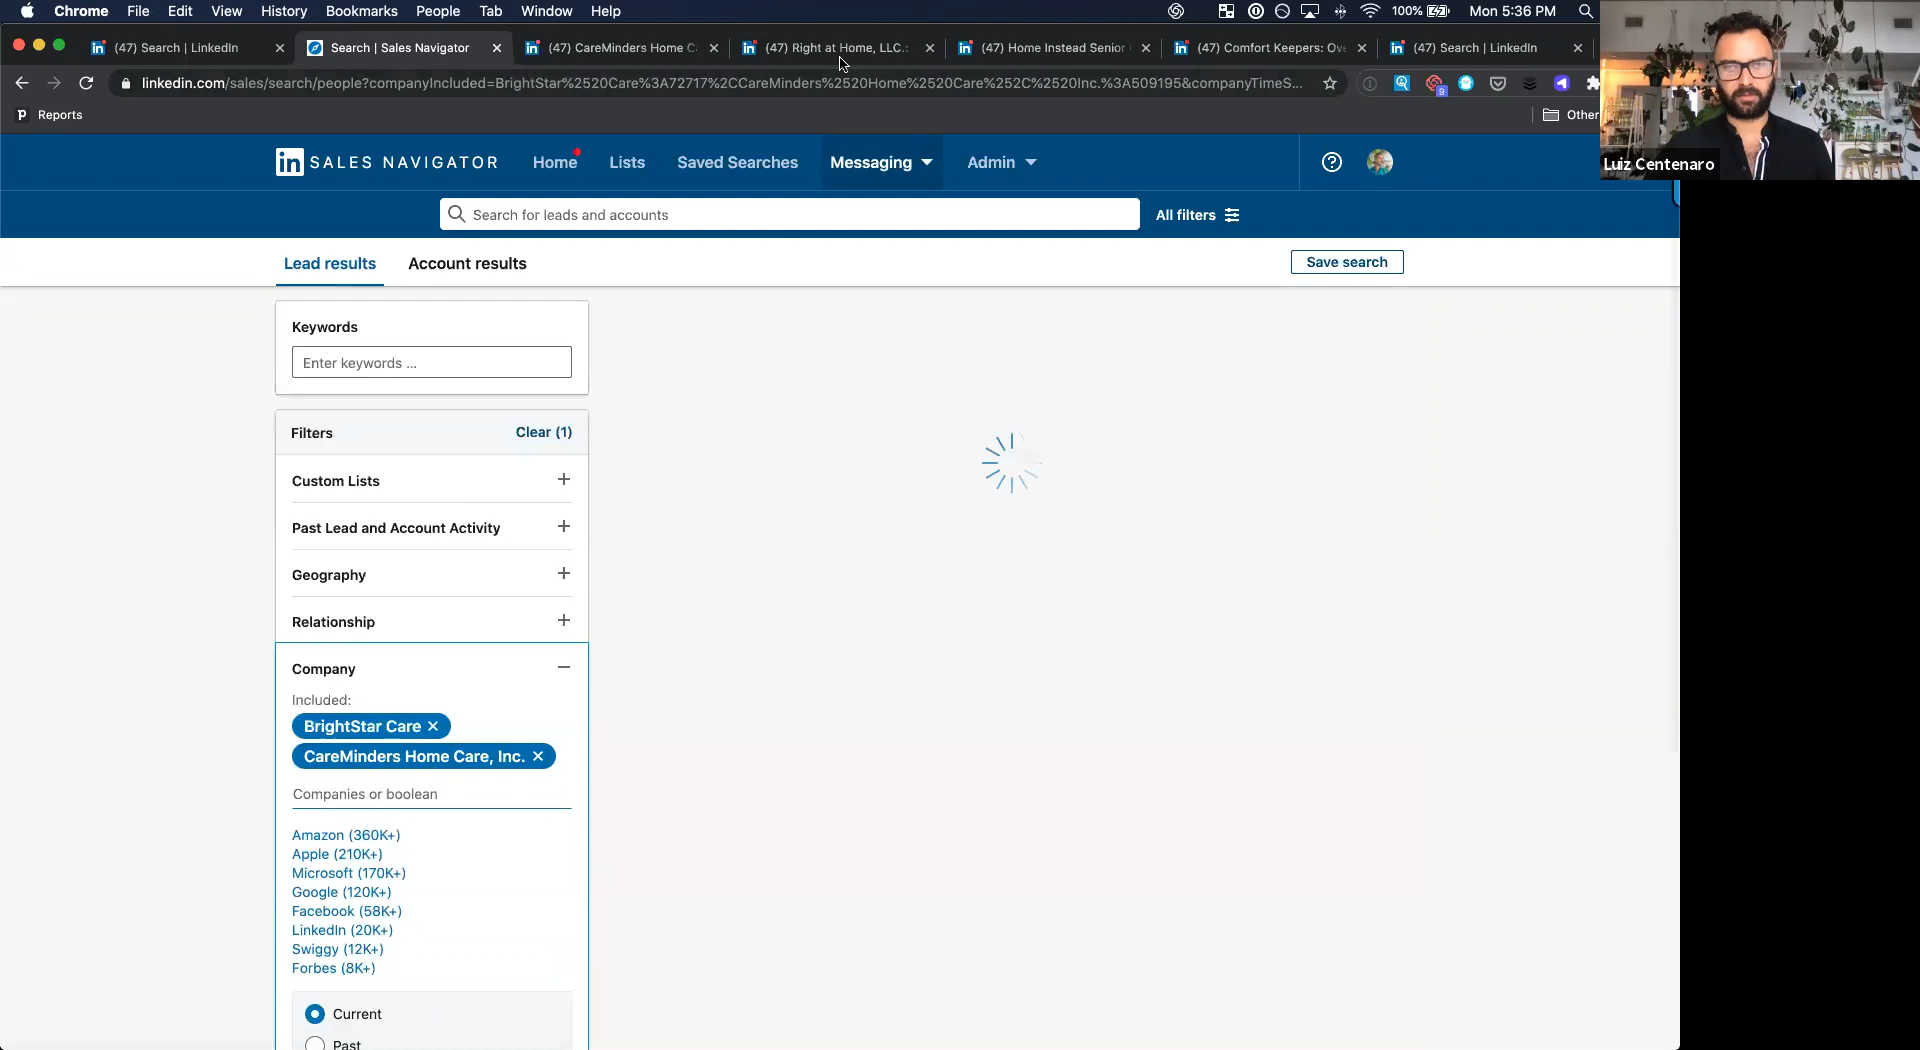 Chrome File Edit View History Bookmarks People Tab Window Help 100% Mon 5:36 PM
(47) Search | LinkedIn Search | Sales Navigator (47) CareMinders Home C (47) Right at Home, LLC.: (47) Home Instead Senior (47) Comfort Keepers: Ove (47) Search | LinkedIn
linkedin.com/sales/search/people?companyIncluded=BrightStar%2520Care%3A72717%2CCareMinders%2520Home%2520Care%252C%2520Inc.%3A509195&companyTimeS... 9
Reports Other
Luiz Centenaro
in SALES NAVIGATOR Home Lists Saved Searches Messaging Admin
Search for leads and accounts All filters
Lead results Account results Save search
Keywords
Enter keywords ...
Filters Clear (1)
Custom Lists
Past Lead and Account Activity
Geography
Relationship
Company
Included:
BrightStar Care
CareMinders Home Care, Inc.
Companies or boolean
Amazon (360K+)
Apple (210K+)
Microsoft (170K+)
Google (120K+)
Facebook (58K+)
LinkedIn (20K+)
Swiggy (12K+)
Forbes (8K+)
Current
Past